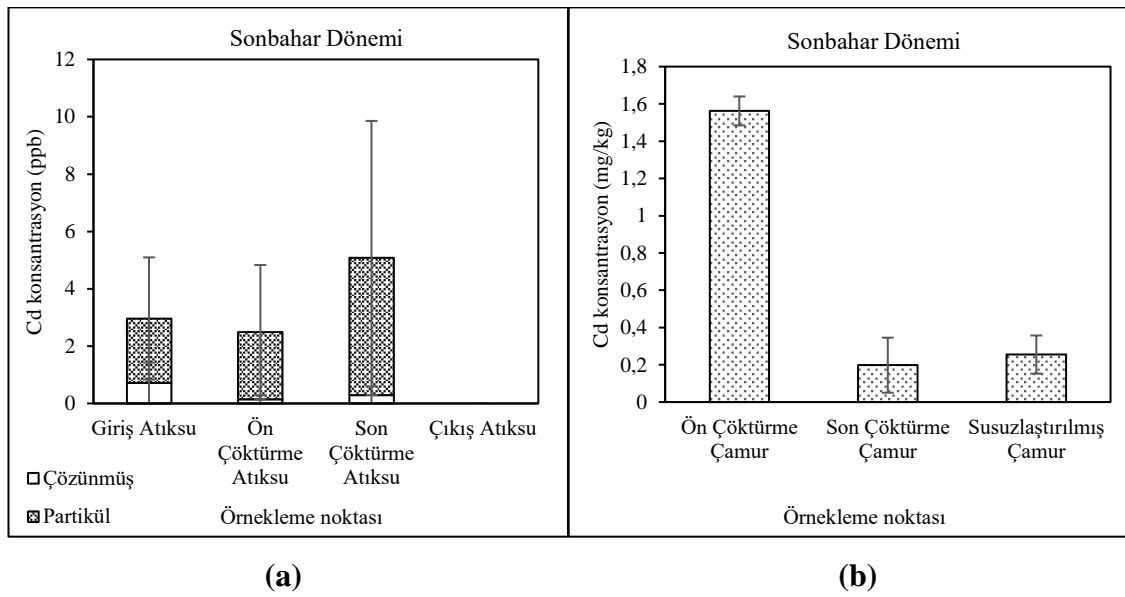 Sonbahar Dönemi
Cd konsantrasyon (ppb)
12
10
8
6
4
2
0
Giriş Atıksu
Ön
Çöktürme
Atıksu
Son
Çöktürme
Atıksu
Çıkış Atıksu
Çözünmüş
Partikül
Örnekleme noktası
(a)
Sonbahar Dönemi
Cd konsantrasyon (mg/kg)
1,8
1,6
1,4
1,2
1
0,8
0,6
0,4
0,2
0
Ön Çöktürme
Çamur
Son Çöktürme
Çamur
Susuzlaştırılmış
Çamur
Örnekleme noktası
(b)